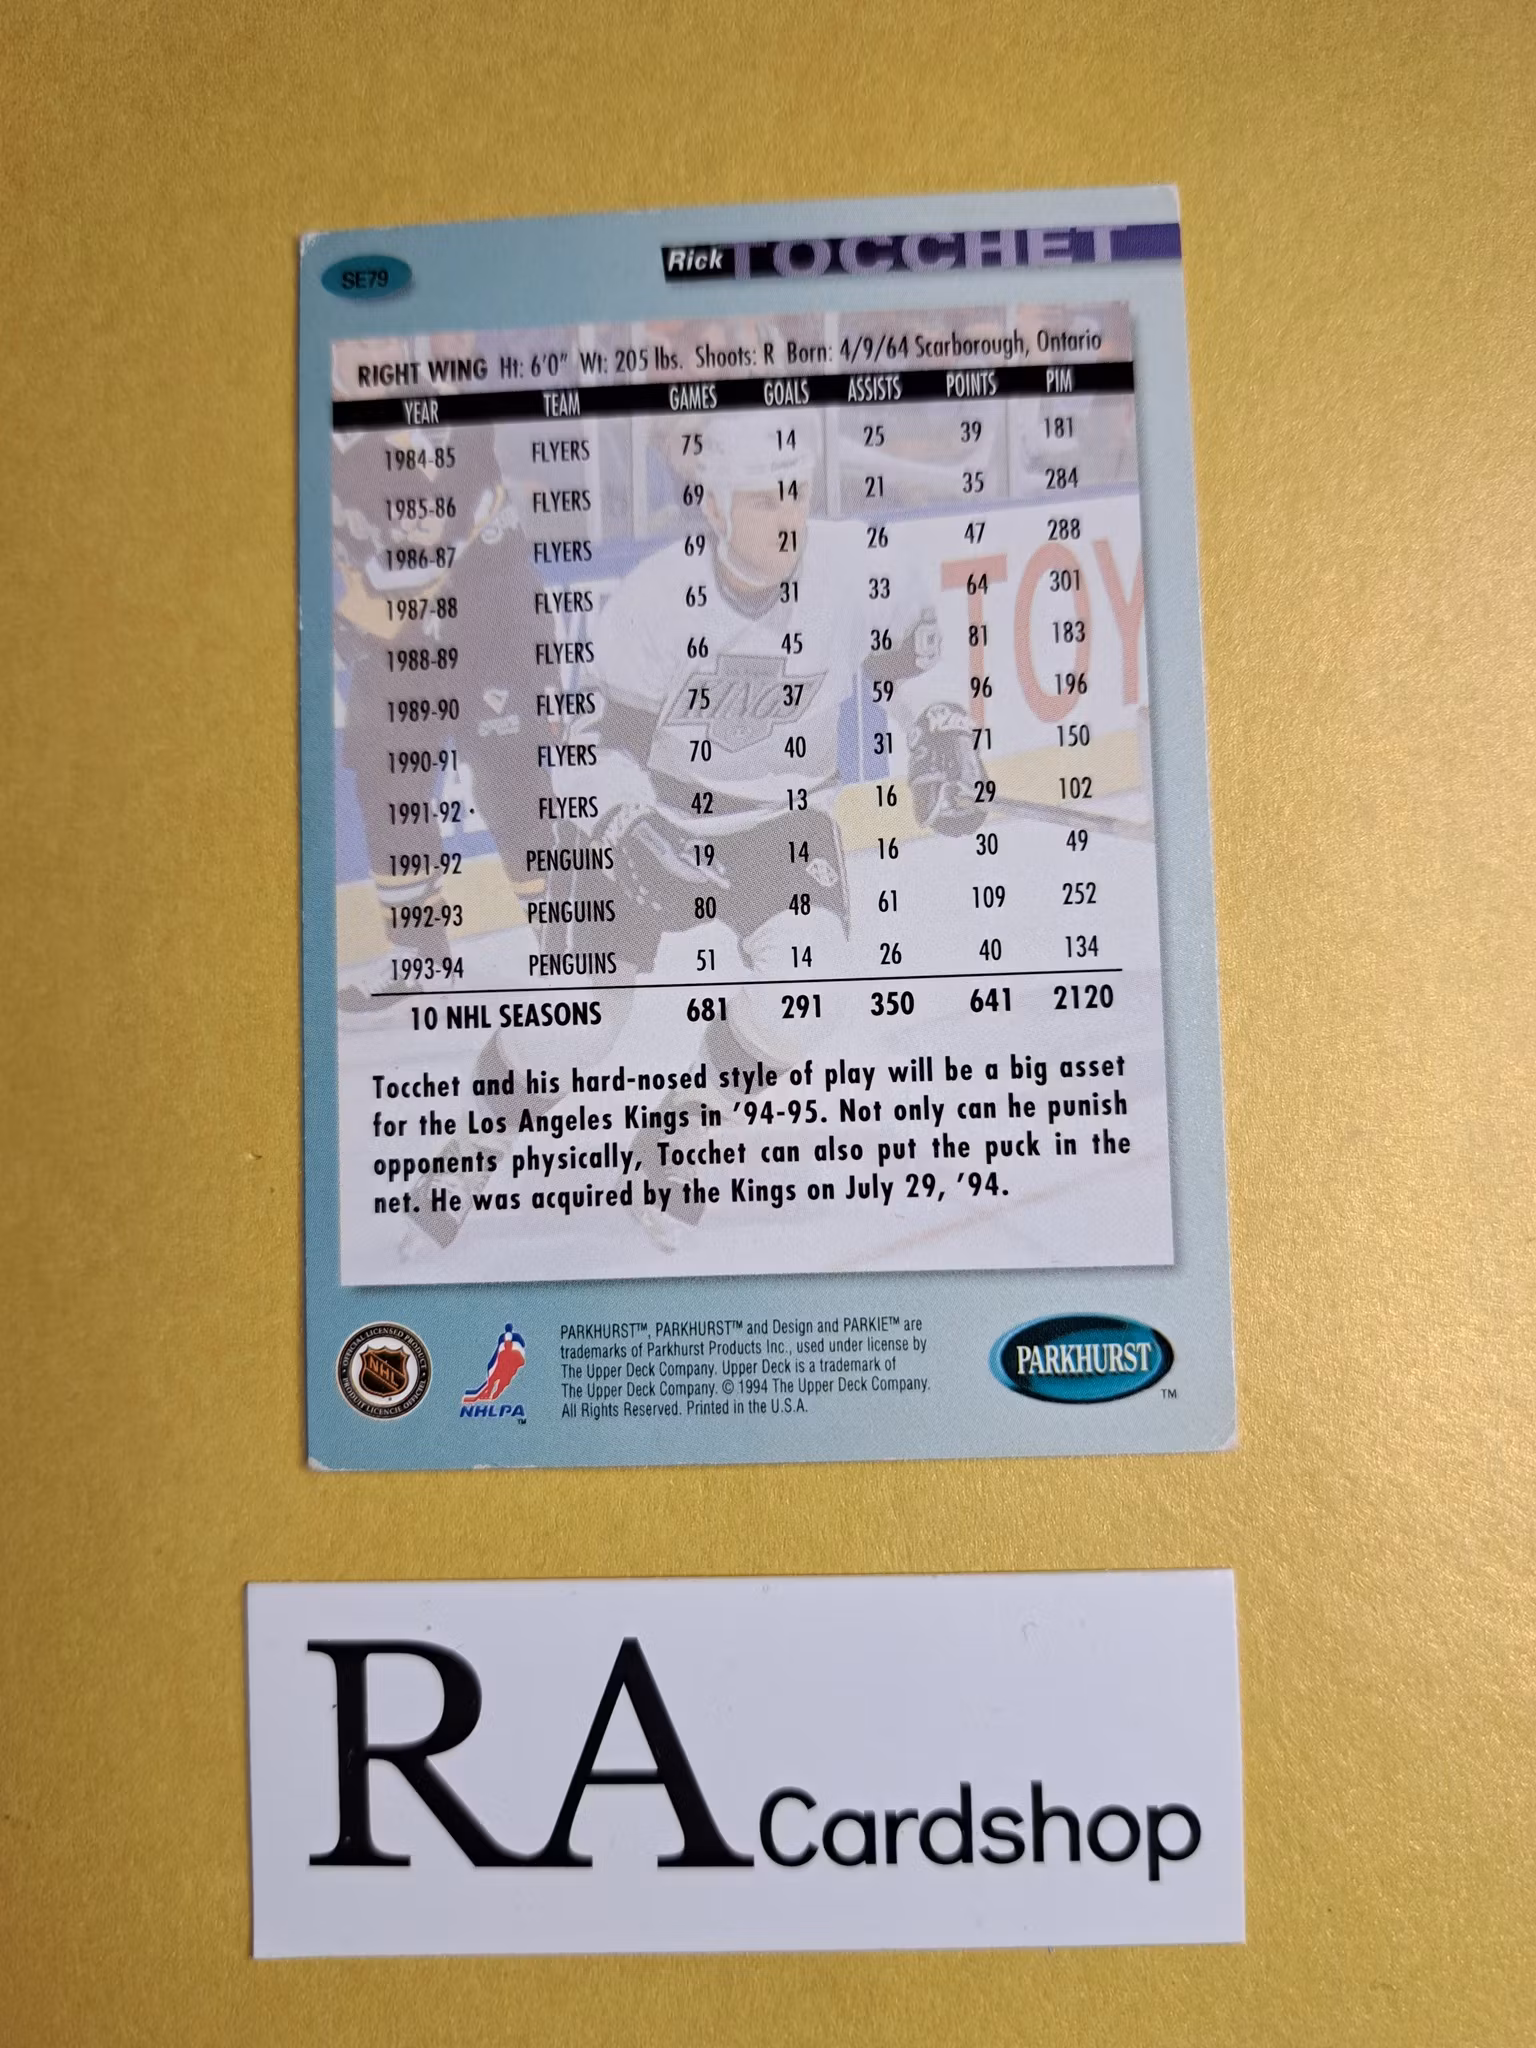 SE79
Rick TOCCHET
RIGHT WING Ht: 6'0" Wt: 205 lbs. Shoots: R Born: 4/9/64 Scarborough, Ontario
YEAR TEAM GAMES GOALS ASSISTS POINTS PIM
1984-85 FLYERS 75 14 25 39 181
1985-86 FLYERS 69 14 21 35 284
1986-87 FLYERS 69 21 26 47 288
1987-88 FLYERS 65 31 33 64 301
1988-89 FLYERS 66 45 36 81 183
1989-90 FLYERS 75 37 59 96 196
1990-91 FLYERS 70 40 31 71 150
1991-92 FLYERS 42 13 16 29 102
1991-92 PENGUINS 19 14 16 30 49
1992-93 PENGUINS 80 48 61 109 252
1993-94 PENGUINS 51 14 26 40 134
10 NHL SEASONS 681 291 350 641 2120
KINGS
TOY
Tocchet and his hard-nosed style of play will be a big asset
for the Los Angeles Kings in '94-95. Not only can he punish
opponents physically, Tocchet can also put the puck in the
net. He was acquired by the Kings on July 29, '94.
OFFICIAL LICENSED PRODUCT
NHL
PRODUIT LICENCIÉ OFFICIEL
NHLPA
TM
PARKHURST™, PARKHURST™ and Design and PARKIE™ are
trademarks of Parkhurst Products Inc., used under license by
The Upper Deck Company. Upper Deck is a trademark of
The Upper Deck Company. © 1994 The Upper Deck Company.
All Rights Reserved. Printed in the U.S.A.
PARKHURST
TM
RA Cardshop